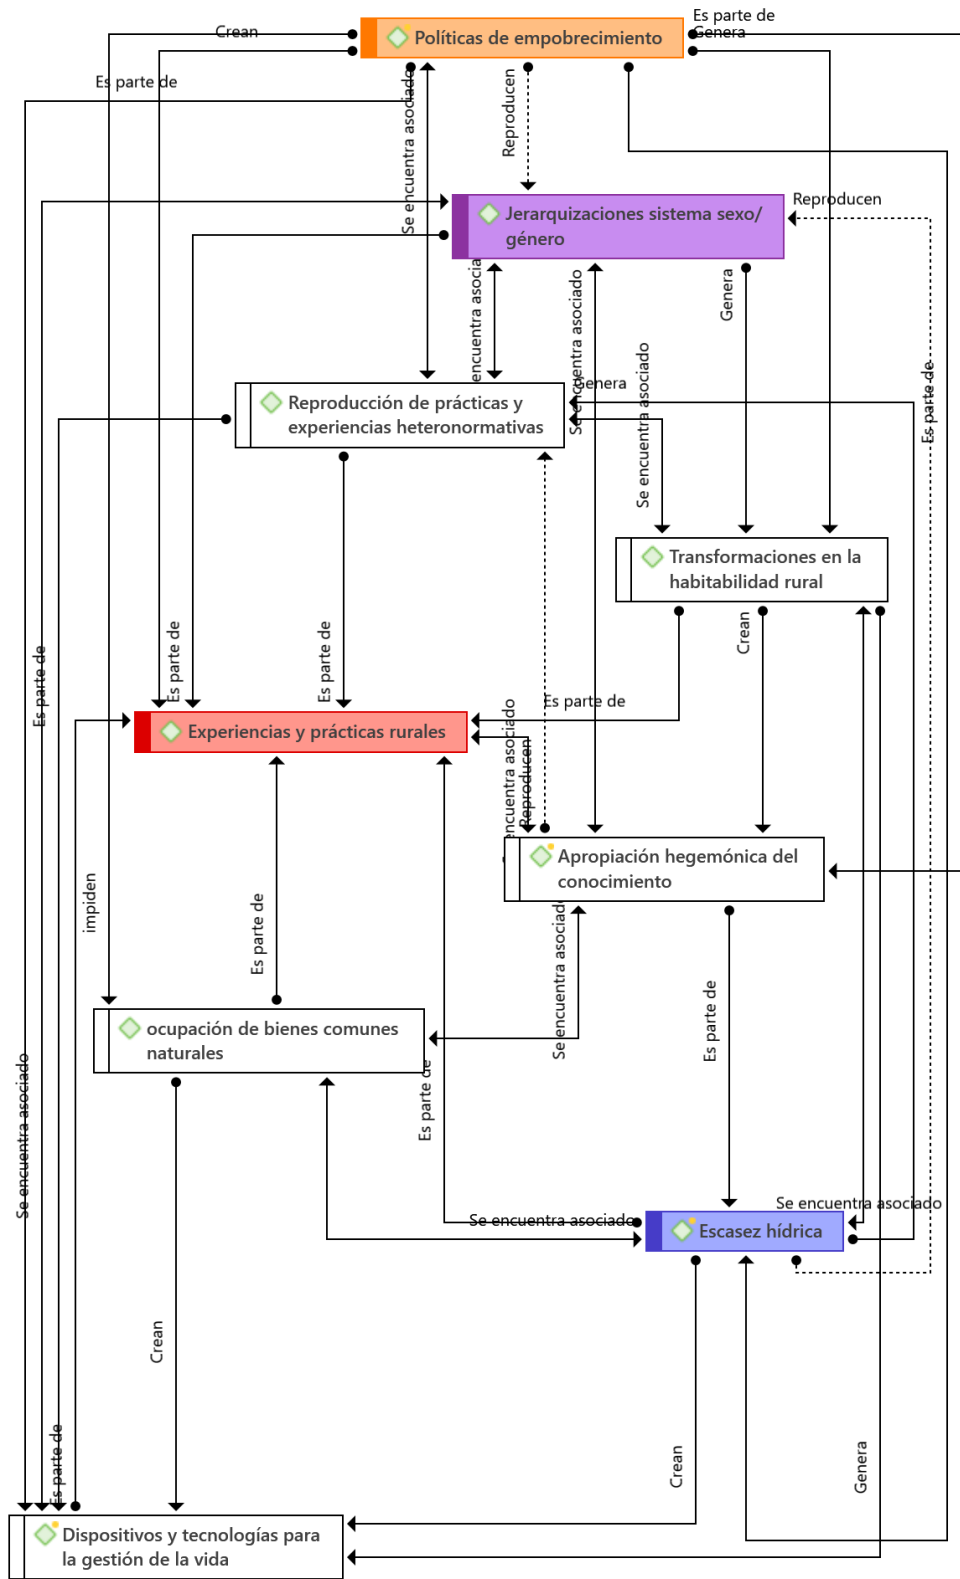 Es parte de
Crean
Genera
Políticas de empobrecimiento
Es parte de
Se encuentra asociado
Reproducen
Jerarquizaciones sistema sexo/
género
Reproducen
Genera
encuentra asocia
Se encuentra asociado
Se encuentra asociado
Genera
Es parte de
Reproducción de prácticas y
experiencias heteronormativas
Transformaciones en la
habitabilidad rural
Crean
Es parte de
Es parte de
Es parte de
Es parte de
Experiencias y prácticas rurales
encuentra asociado
Reproducen
Apropiación hegemónica del
conocimiento
impiden
Es parte de
Se encuentra asociado
Es parte de
ocupación de bienes comunes
naturales
Es parte de
Se encuentra asociado
Se encuentra asociado
Se encuentra asociado
Escasez hídrica
Crean
Crean
Genera
Es parte de
Dispositivos y tecnologías para
la gestión de la vida